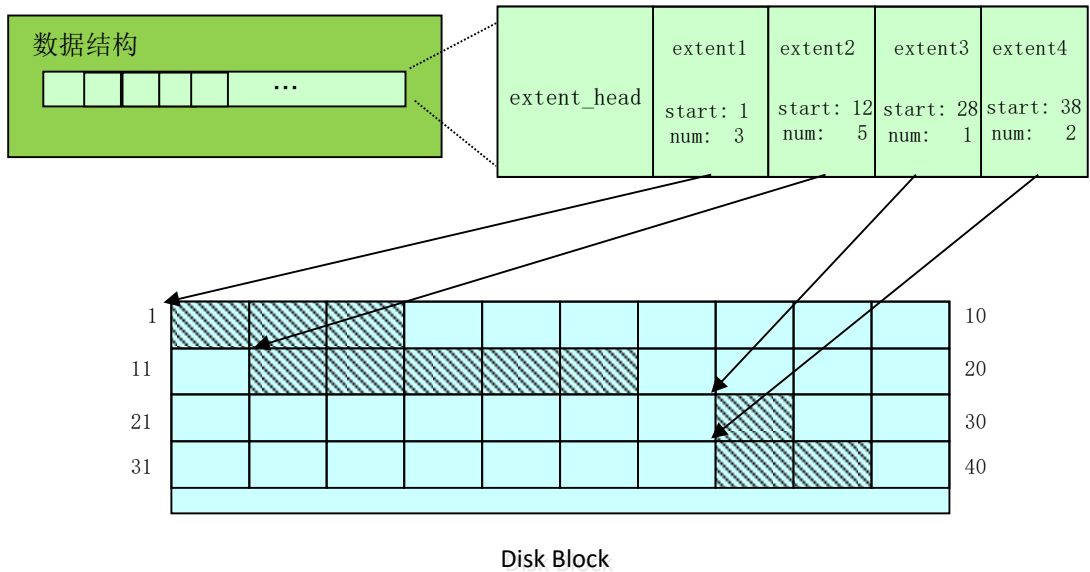 数据结构
...
extent_head
extent1
start: 1
num: 3
extent2
start: 12
num: 5
extent3
start: 28
num: 1
extent4
start: 38
num: 2
1
10
11
20
21
30
31
40
Disk Block